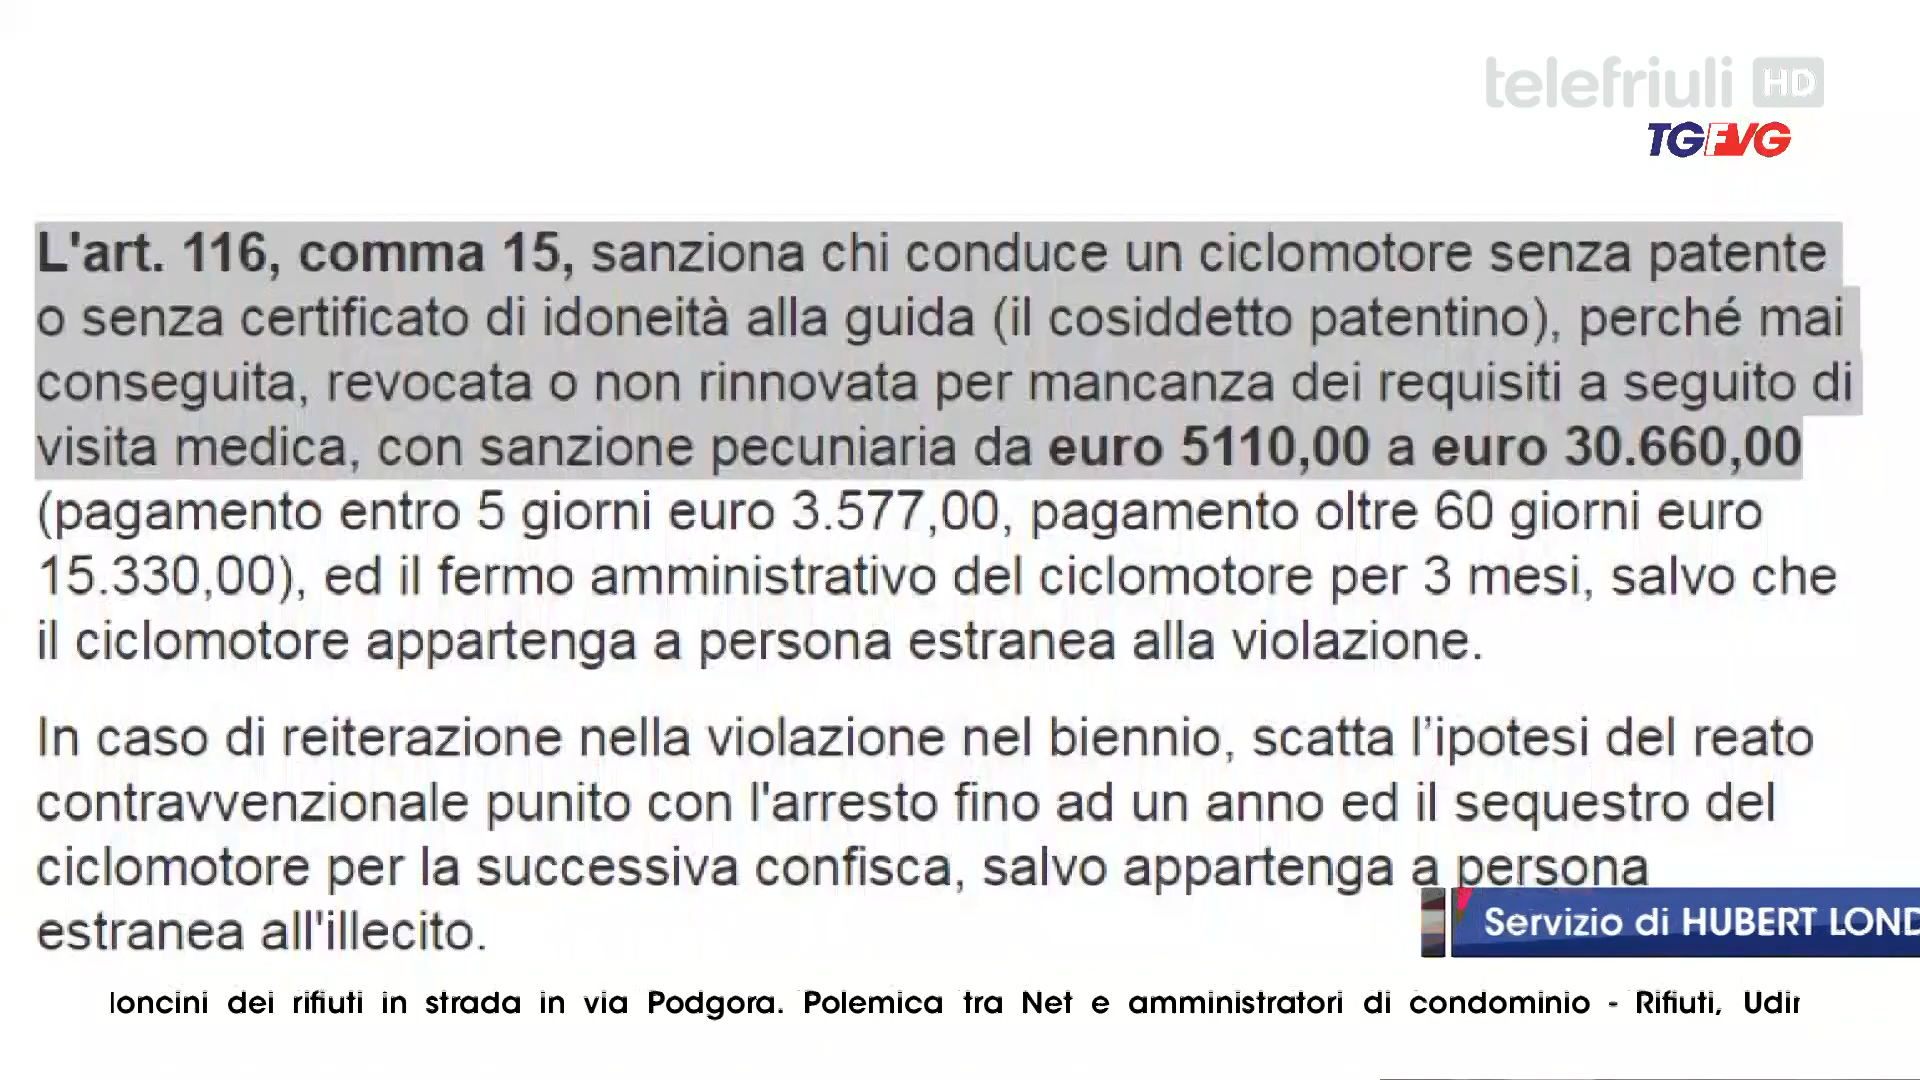 telefriuli HD
TGFVG
L'art. 116, comma 15, sanziona chi conduce un ciclomotore senza patente
o senza certificato di idoneità alla guida (il cosiddetto patentino), perché mai
conseguita, revocata o non rinnovata per mancanza dei requisiti a seguito di
visita medica, con sanzione pecuniaria da euro 5110,00 a euro 30.660,00
(pagamento entro 5 giorni euro 3.577,00, pagamento oltre 60 giorni euro
15.330,00), ed il fermo amministrativo del ciclomotore per 3 mesi, salvo che
il ciclomotore appartenga a persona estranea alla violazione.
In caso di reiterazione nella violazione nel biennio, scatta l’ipotesi del reato
contravvenzionale punito con l'arresto fino ad un anno ed il sequestro del
ciclomotore per la successiva confisca, salvo appartenga a persona
estranea all'illecito.
Servizio di HUBERT LOND
loncini dei rifiuti in strada in via Podgora. Polemica tra Net e amministratori di condominio - Rifiuti, Udin